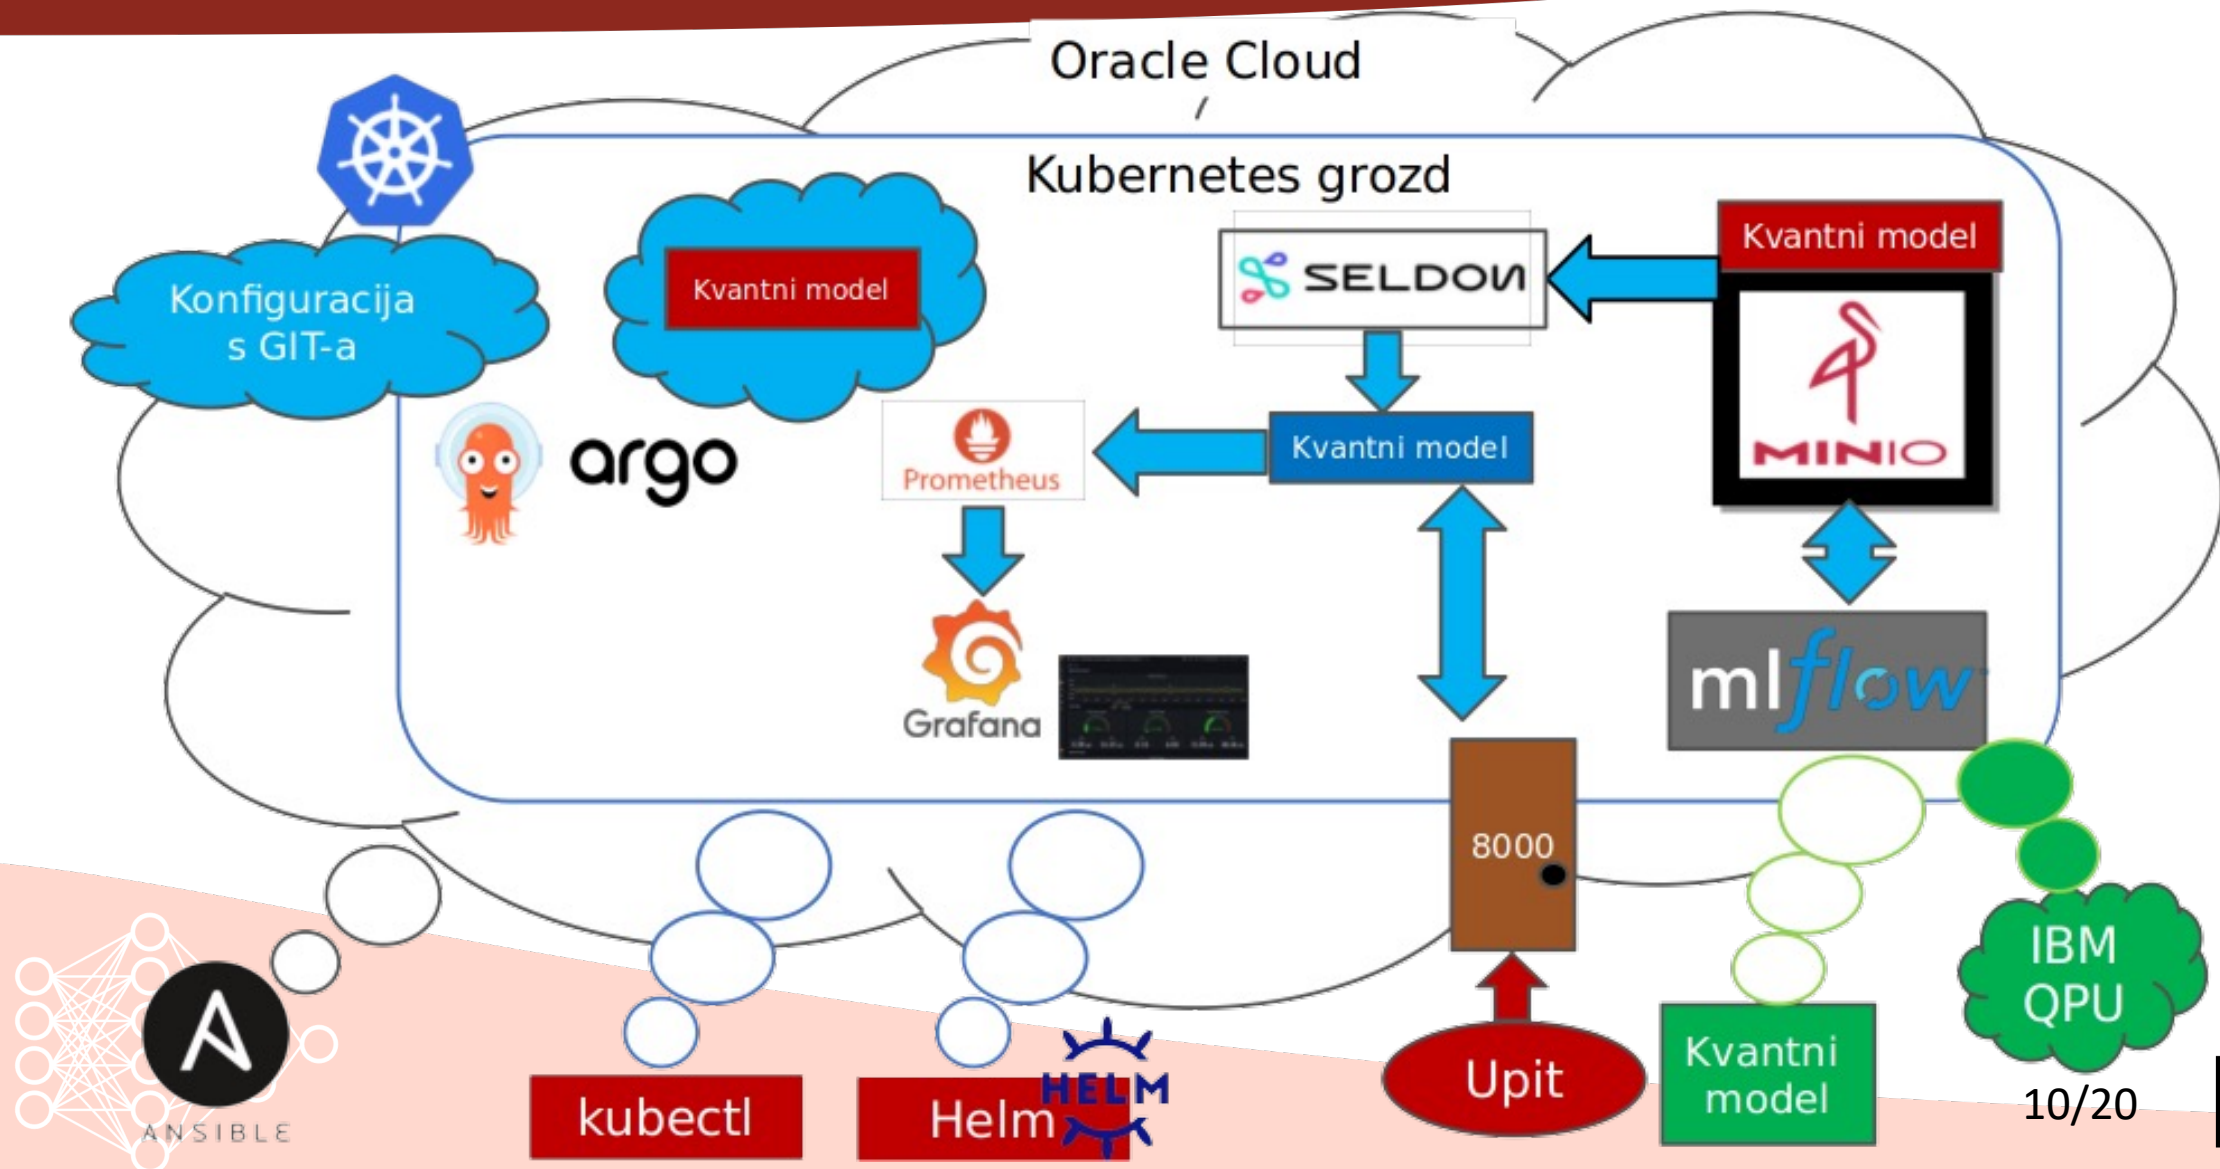 Oracle Cloud
Kubernetes grozd
Konfiguracija
s GIT-a
Kvantni model
SELDON
Kvantni model
MINIO
argo
Prometheus
Kvantni model
Grafana
mlflow
8000
ANSIBLE
kubectl
Helm
HELM
Upit
Kvantni
model
IBM
QPU
10/20